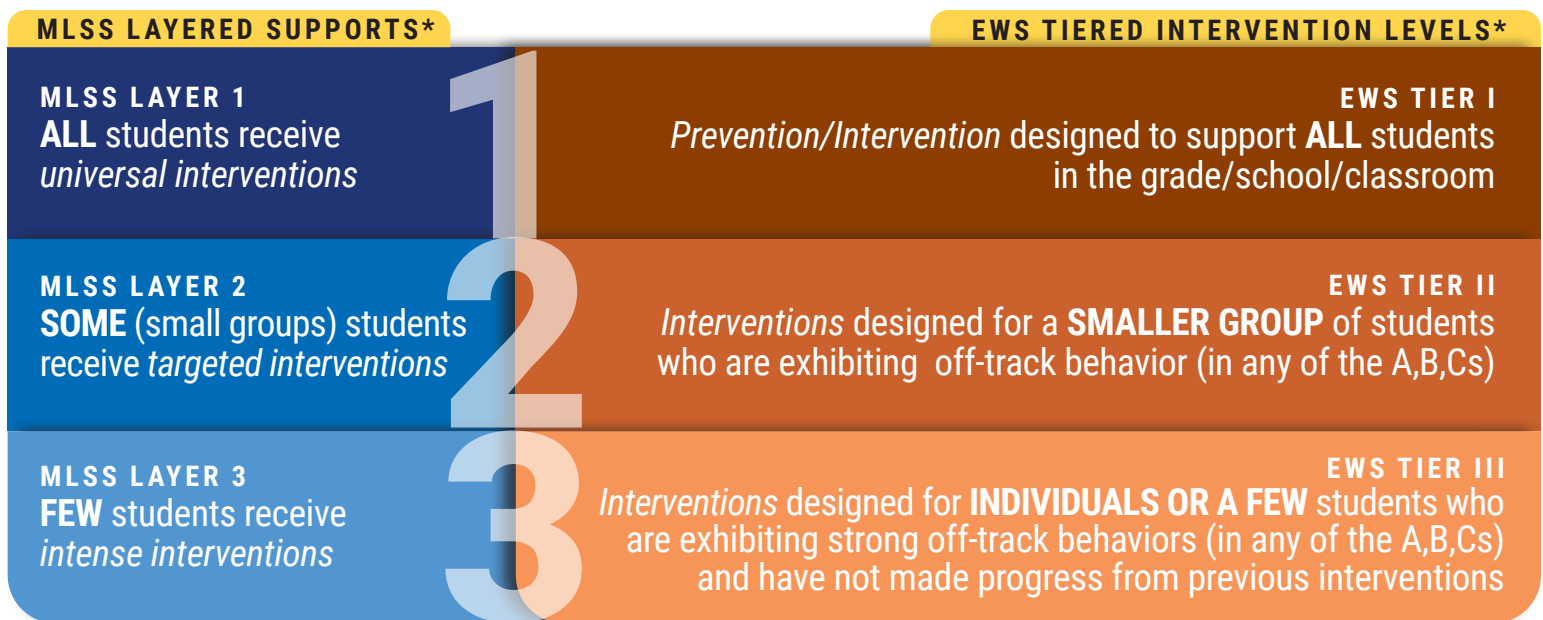 MLSS LAYERED SUPPORTS*
EWS TIERED INTERVENTION LEVELS*
1
MLSS LAYER 1
ALL students receive
universal interventions
EWS TIER I
Prevention/Intervention designed to support ALL students
in the grade/school/classroom
2
MLSS LAYER 2
SOME (small groups) students
receive targeted interventions
EWS TIER II
Interventions designed for a SMALLER GROUP of students
who are exhibiting off-track behavior (in any of the A,B,Cs)
3
MLSS LAYER 3
FEW students receive
intense interventions
EWS TIER III
Interventions designed for INDIVIDUALS OR A FEW students who
are exhibiting strong off-track behaviors (in any of the A,B,Cs)
and have not made progress from previous interventions